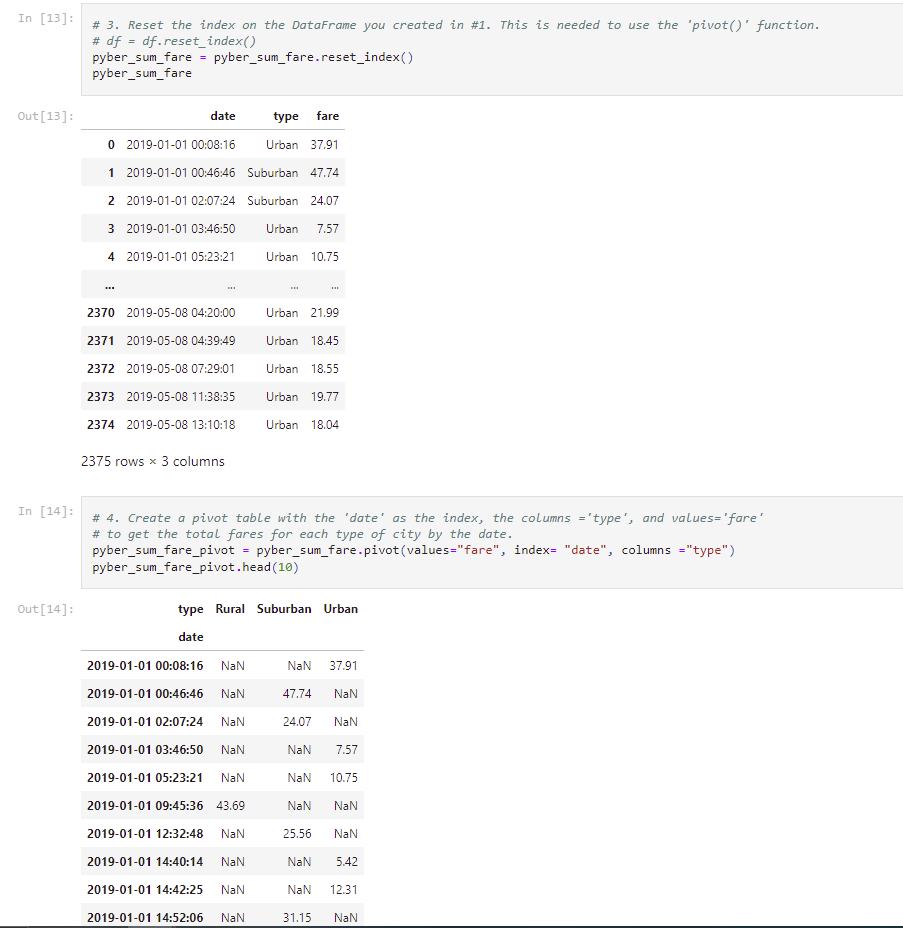 In [13]:
# 3. Reset the index on the DataFrame you created in #1. This is needed to use the 'pivot()' function.
# df = df.reset_index()
pyber_sum_fare = pyber_sum_fare.reset_index()
pyber_sum_fare
Out[13]:
date type fare
0 2019-01-01 00:08:16 Urban 37.91
1 2019-01-01 00:46:46 Suburban 47.74
2 2019-01-01 02:07:24 Suburban 24.07
3 2019-01-01 03:46:50 Urban 7.57
4 2019-01-01 05:23:21 Urban 10.75
... ... ... ...
2370 2019-05-08 04:20:00 Urban 21.99
2371 2019-05-08 04:39:49 Urban 18.45
2372 2019-05-08 07:29:01 Urban 18.55
2373 2019-05-08 11:38:35 Urban 19.77
2374 2019-05-08 13:10:18 Urban 18.04
2375 rows × 3 columns
In [14]:
# 4. Create a pivot table with the 'date' as the index, the columns ='type', and values='fare'
# to get the total fares for each type of city by the date.
pyber_sum_fare_pivot = pyber_sum_fare.pivot(values="fare", index= "date", columns ="type")
pyber_sum_fare_pivot.head(10)
Out[14]:
type Rural Suburban Urban
date
2019-01-01 00:08:16 NaN NaN 37.91
2019-01-01 00:46:46 NaN 47.74 NaN
2019-01-01 02:07:24 NaN 24.07 NaN
2019-01-01 03:46:50 NaN NaN 7.57
2019-01-01 05:23:21 NaN NaN 10.75
2019-01-01 09:45:36 43.69 NaN NaN
2019-01-01 12:32:48 NaN 25.56 NaN
2019-01-01 14:40:14 NaN NaN 5.42
2019-01-01 14:42:25 NaN NaN 12.31
2019-01-01 14:52:06 NaN 31.15 NaN